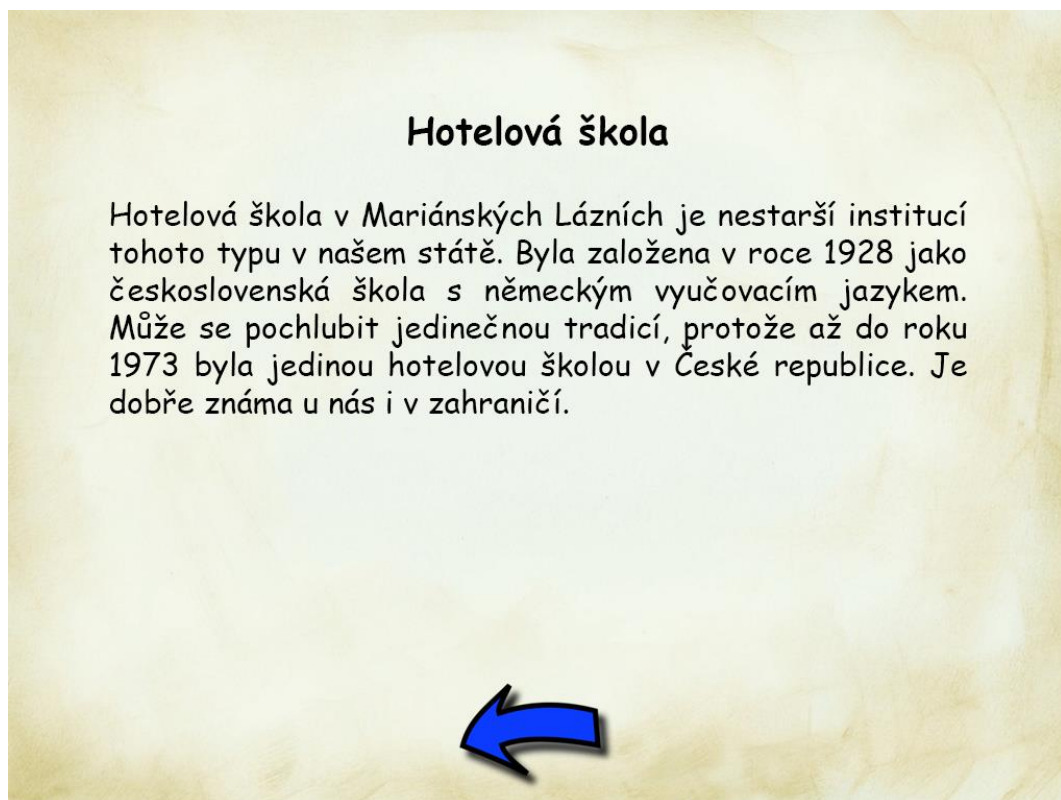 Hotelová škola
Hotelová škola v Mariánských Lázních je nestarší institucí
tohoto typu v našem státě. Byla založena v roce 1928 jako
československá škola s německým vyučovacím jazykem.
Může se pochlubit jedinečnou tradicí, protože až do roku
1973 byla jedinou hotelovou školou v České republice. Je
dobře známa u nás i v zahraničí.